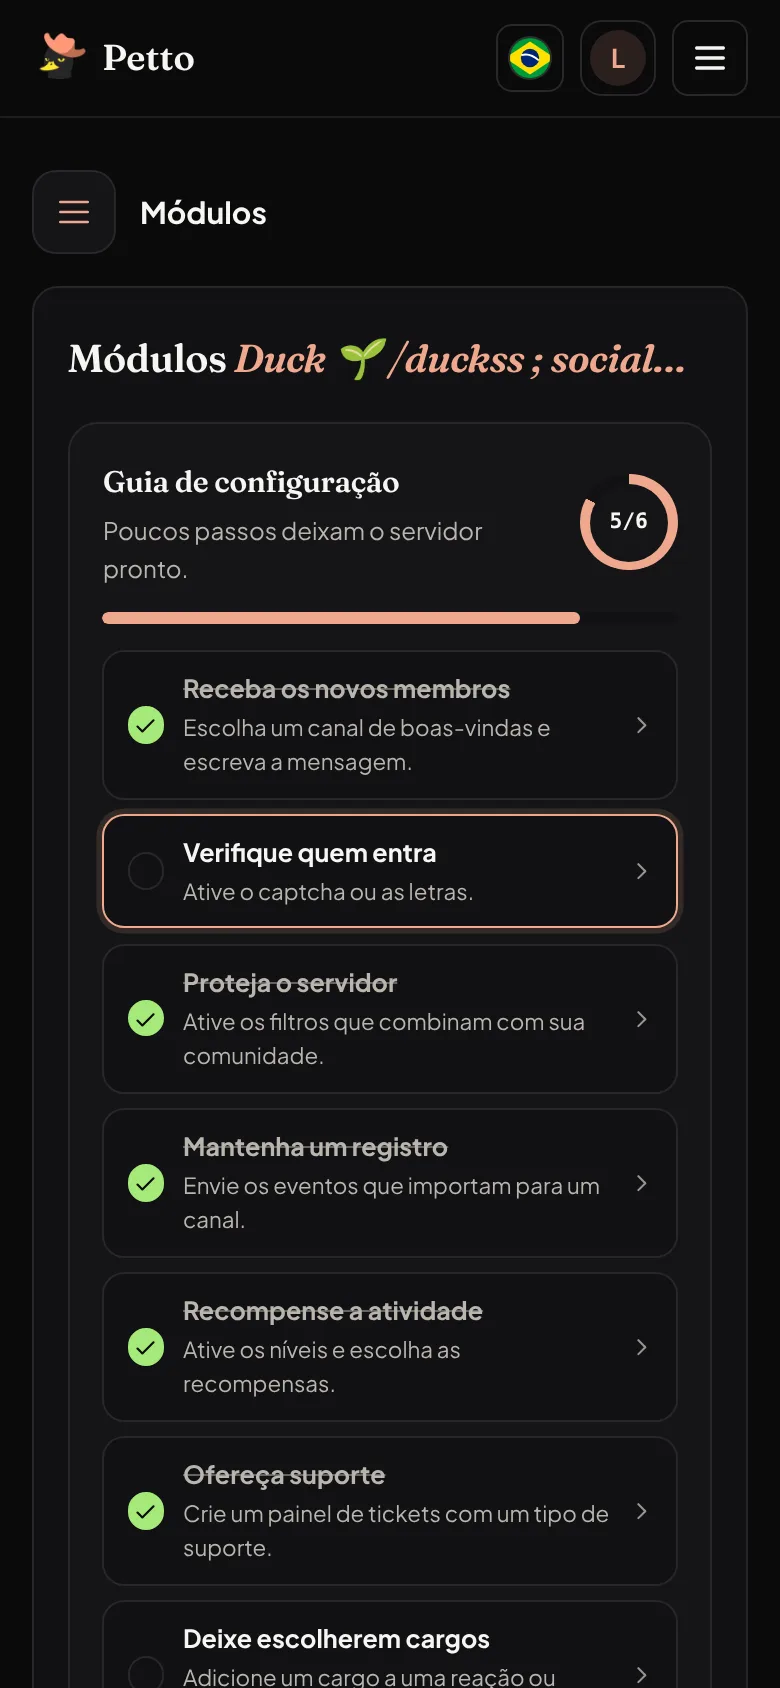 Petto
L
Módulos
Módulos Duck 🌱/duckss ; social...
Guia de configuração
Poucos passos deixam o servidor
pronto.
5/6
Receba os novos membros
Escolha um canal de boas-vindas e
escreva a mensagem.
Verifique quem entra
Ative o captcha ou as letras.
Proteja o servidor
Ative os filtros que combinam com sua
comunidade.
Mantenha um registro
Envie os eventos que importam para um
canal.
Recompense a atividade
Ative os níveis e escolha as
recompensas.
Ofereça suporte
Crie um painel de tickets com um tipo de
suporte.
Deixe escolherem cargos
Adicione um cargo a uma reação ou